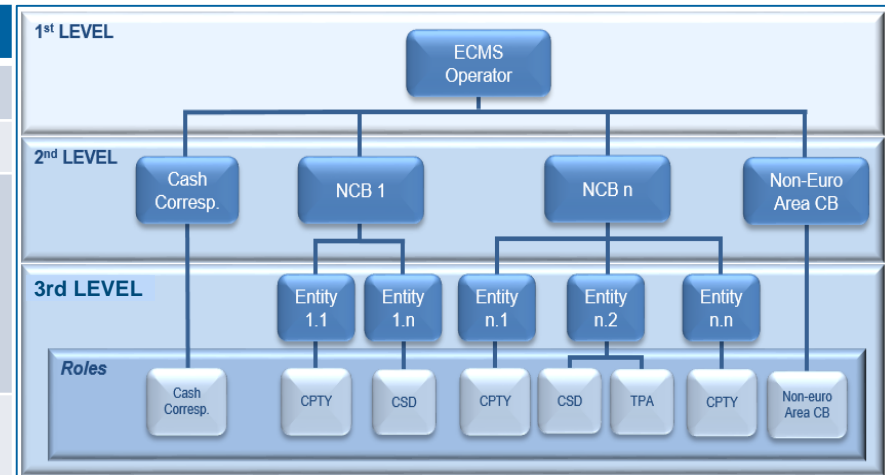 1st LEVEL
ECMS
Operator
2nd LEVEL
Cash
Corresp.
NCB 1
NCB n
Non-Euro
Area CB
3rd LEVEL
Entity
1.1
Entity
1.n
Entity
n.1
Entity
n.2
Entity
n.n
Roles
Cash
Corresp.
CPTY
CSD
CPTY
CSD
TPA
CPTY
Non-euro
Area CB